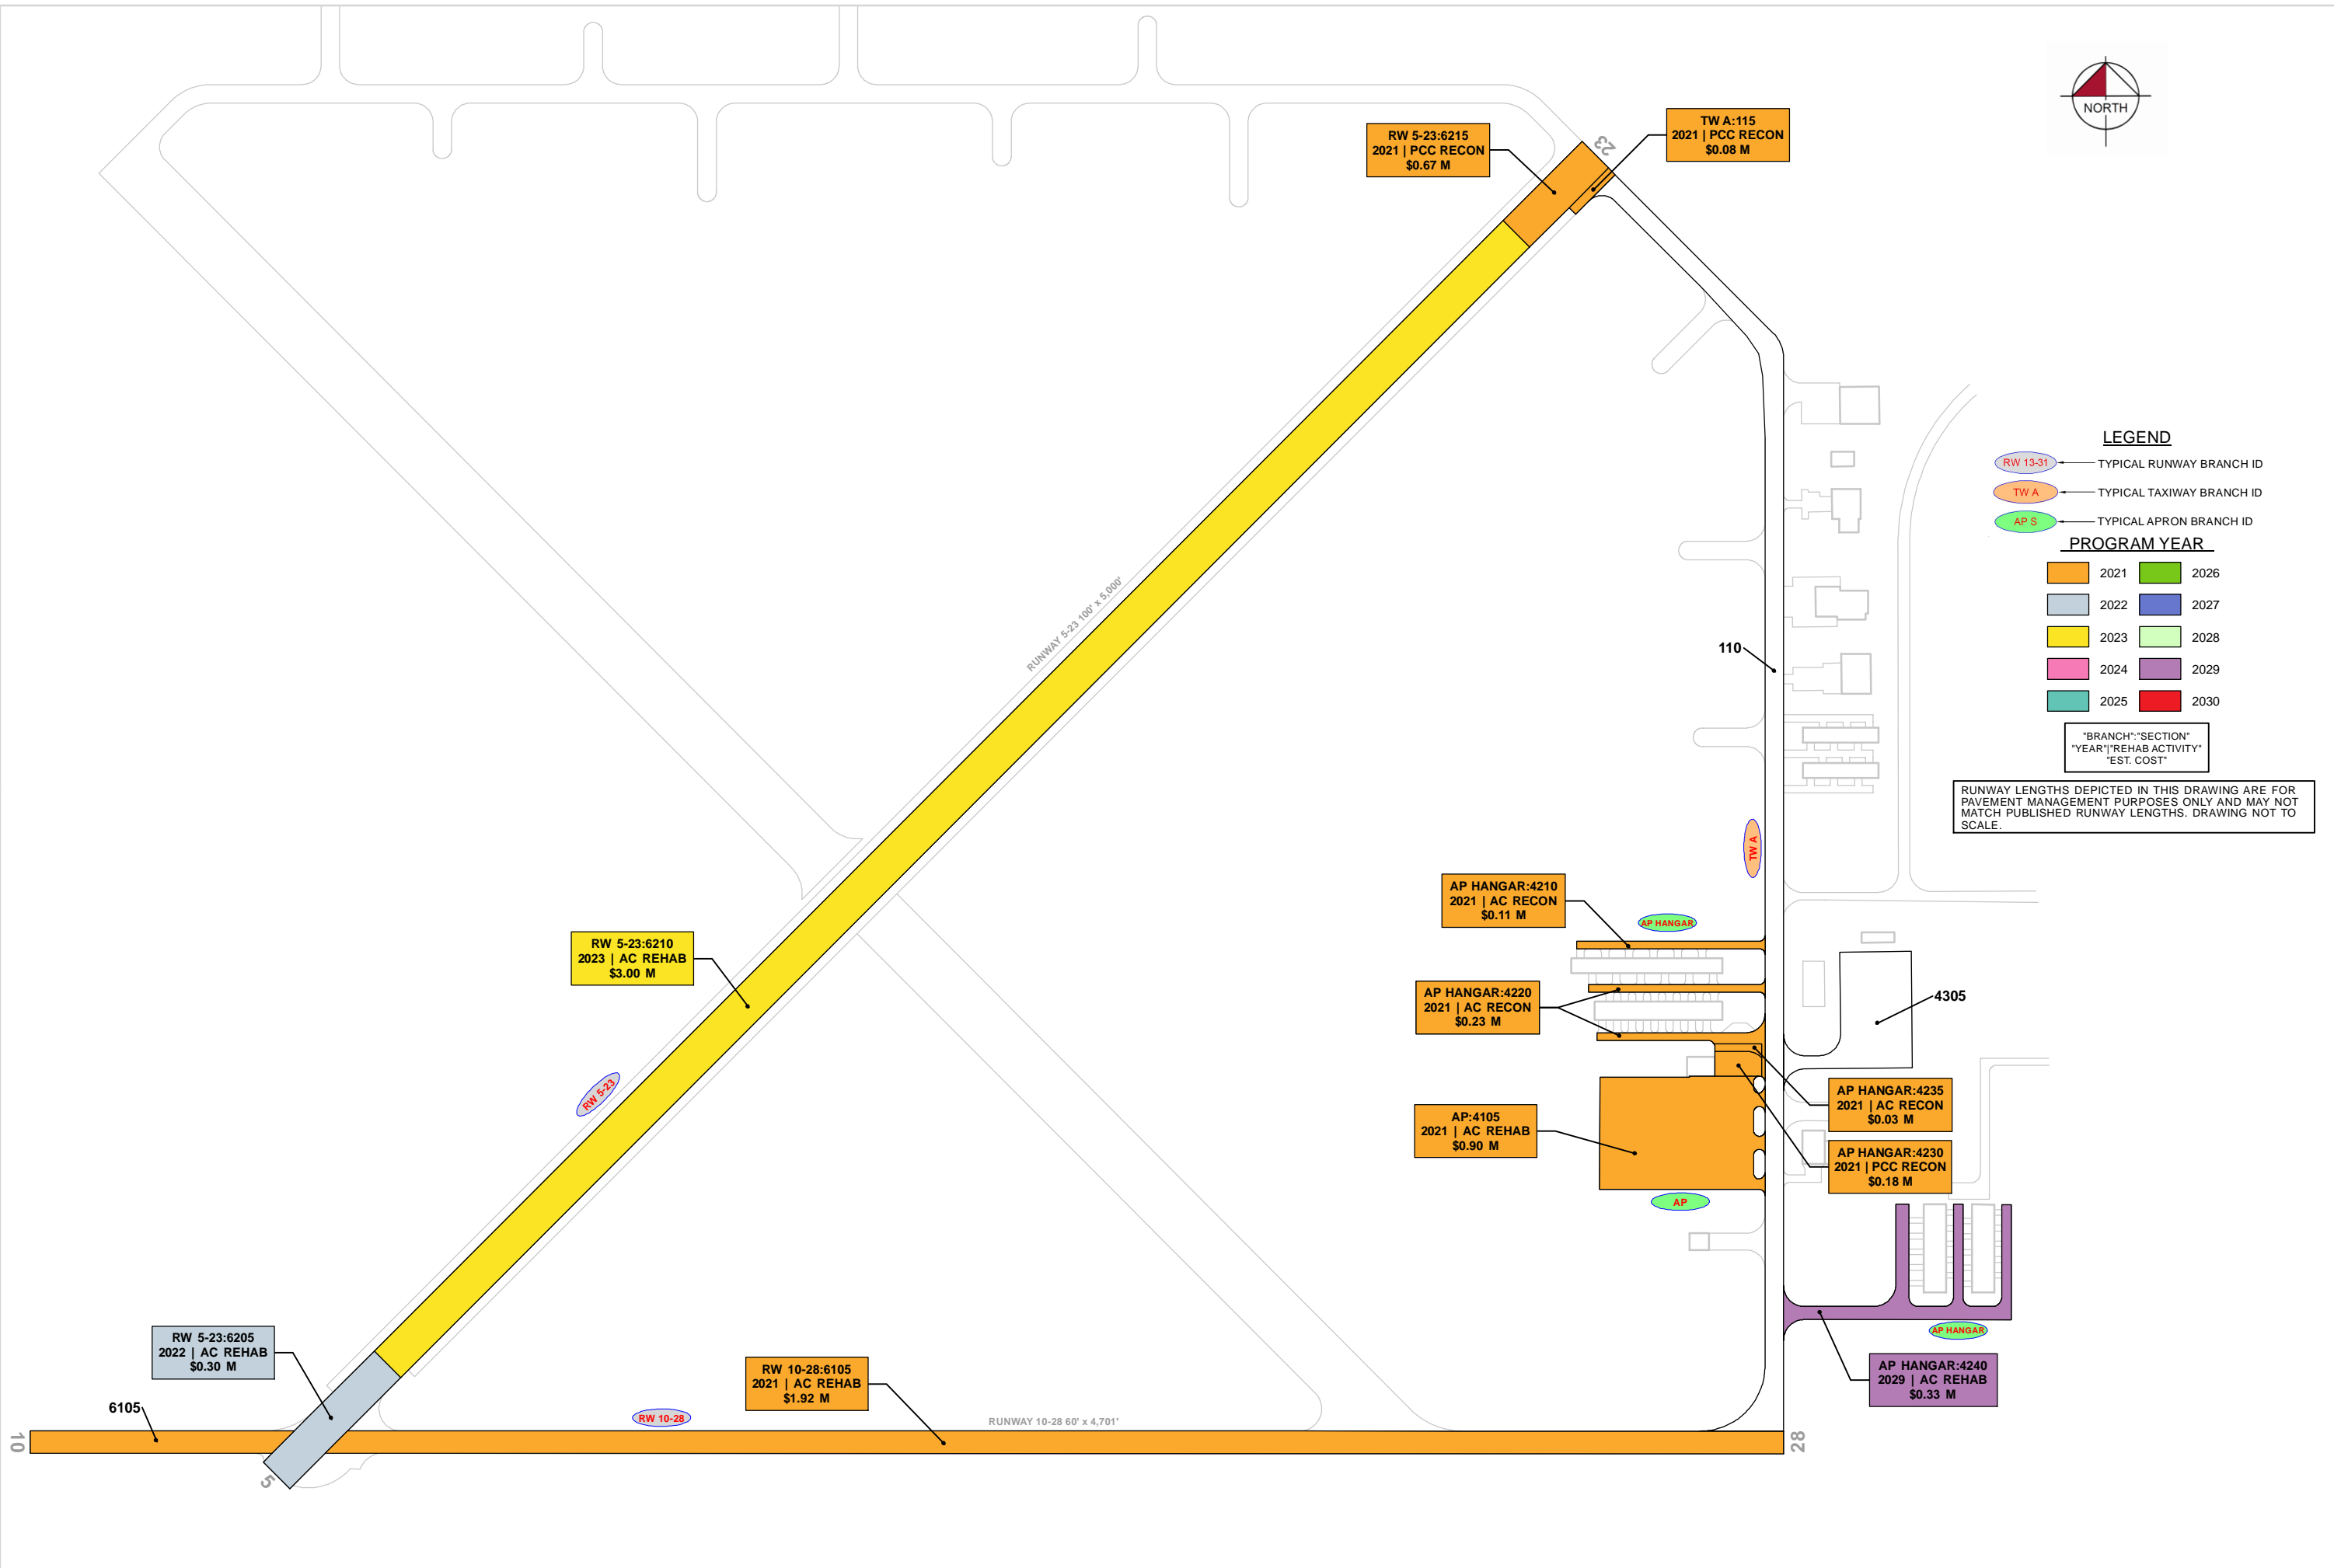 NORTH
RW 5-23:6215
2021 | PCC RECON
$0.67 M
TW A:115
2021 | PCC RECON
$0.08 M
23
LEGEND
RW 13-31
TYPICAL RUNWAY BRANCH ID
TW A
TYPICAL TAXIWAY BRANCH ID
AP S
TYPICAL APRON BRANCH ID
PROGRAM YEAR
2021
2026
2022
2027
2023
2028
2024
2029
2025
2030
"BRANCH":"SECTION"
"YEAR"|"REHAB ACTIVITY"
"EST. COST"
RUNWAY LENGTHS DEPICTED IN THIS DRAWING ARE FOR
PAVEMENT MANAGEMENT PURPOSES ONLY AND MAY NOT
MATCH PUBLISHED RUNWAY LENGTHS. DRAWING NOT TO
SCALE.
RUNWAY 5-23 100' x 5,000'
110
TW A
AP HANGAR:4210
2021 | AC RECON
$0.11 M
AP HANGAR
RW 5-23:6210
2023 | AC REHAB
$3.00 M
AP HANGAR:4220
2021 | AC RECON
$0.23 M
4305
RW 5-23
AP HANGAR:4235
2021 | AC RECON
$0.03 M
AP:4105
2021 | AC REHAB
$0.90 M
AP HANGAR:4230
2021 | PCC RECON
$0.18 M
AP
AP HANGAR
RW 5-23:6205
2022 | AC REHAB
$0.30 M
RW 10-28:6105
2021 | AC REHAB
$1.92 M
AP HANGAR:4240
2029 | AC REHAB
$0.33 M
6105
RW 10-28
RUNWAY 10-28 60' x 4,701'
10
28
5